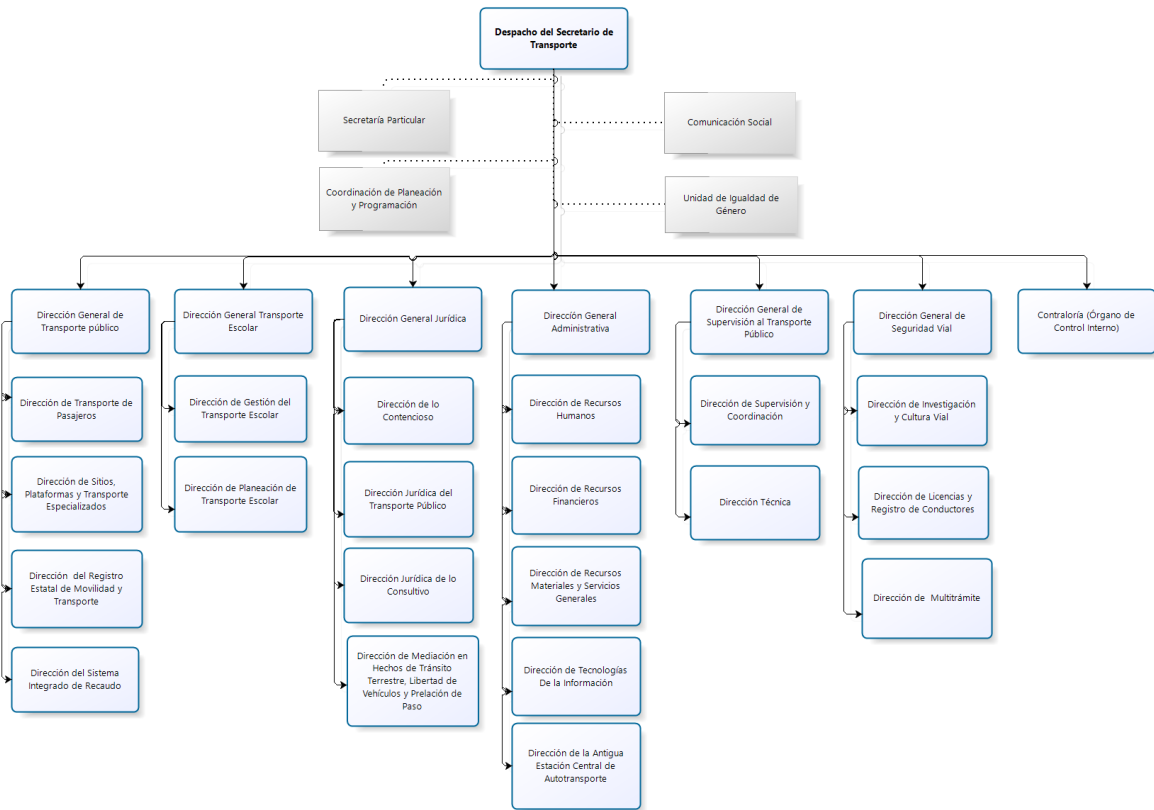 Despacho del Secretario de
Transporte
Secretaría Particular
Comunicación Social
Coordinación de Planeación
y Programación
Unidad de Igualdad de
Género
Dirección General de
Transporte público
Dirección de Transporte de
Pasajeros
Dirección de Sitios,
Plataformas y Transporte
Especializados
Dirección  del Registro
Estatal de Movilidad y
Transporte
Dirección del Sistema
Integrado de Recaudo
Dirección General Transporte
Escolar
Dirección de Gestión del
Transporte Escolar
Dirección de Planeación de
Transporte Escolar
Dirección General Jurídica
Dirección de lo
Contencioso
Dirección Jurídica del
Transporte Público
Dirección Jurídica de lo
Consultivo
Dirección de Mediación en
Hechos de Tránsito
Terrestre, Libertad de
Vehículos y Prelación de
Paso
Dirección General
Administrativa
Dirección de Recursos
Humanos
Dirección de Recursos
Financieros
Dirección de Recursos
Materiales y Servicios
Generales
Dirección de Tecnologías
De la Información
Dirección de la Antigua
Estación Central de
Autotransporte
Dirección General de
Supervisión al Transporte
Público
Dirección de Supervisión y
Coordinación
Dirección Técnica
Dirección General de
Seguridad Vial
Dirección de Investigación
y Cultura Vial
Dirección de Licencias y
Registro de Conductores
Dirección de  Multitrámite
Contraloría (Órgano de
Control Interno)